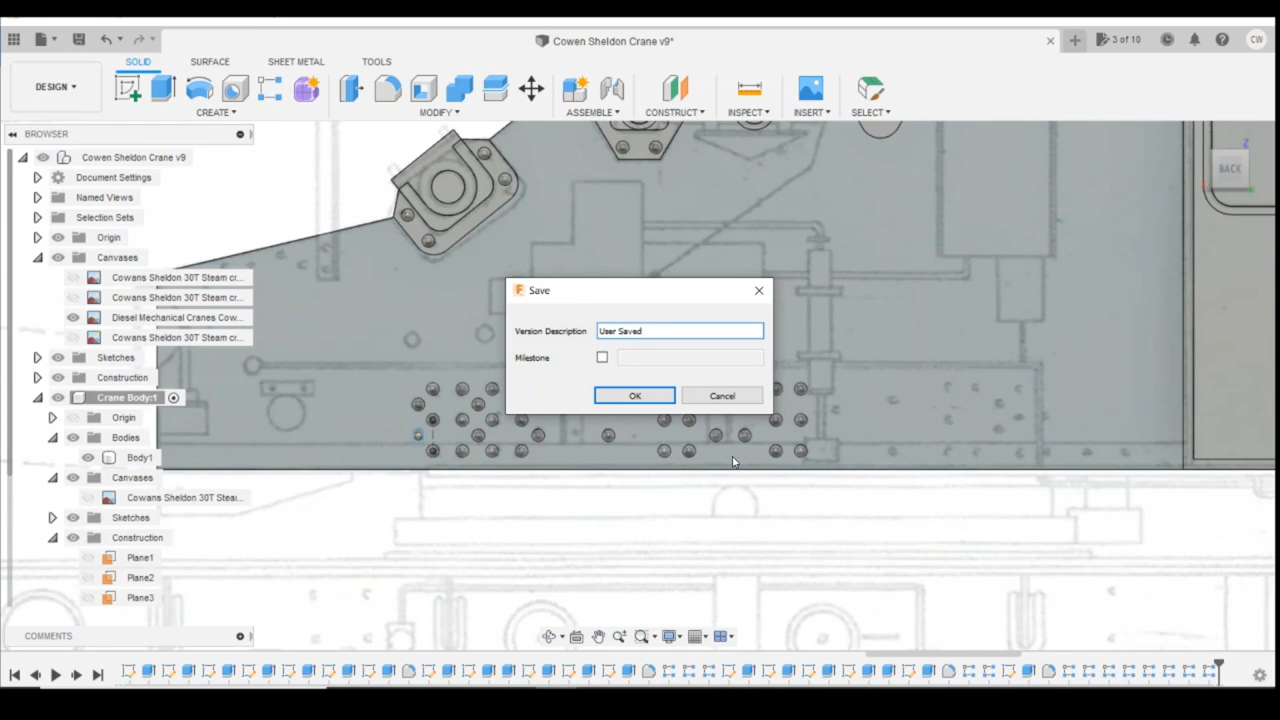 Cowen Sheldon Crane v9*
3 of 10
CW
DESIGN
SOLID
SURFACE
SHEET METAL
TOOLS
CREATE
MODIFY
ASSEMBLE
CONSTRUCT
INSPECT
INSERT
SELECT
BROWSER
Cowen Sheldon Crane v9
Document Settings
Named Views
Selection Sets
Origin
Canvases
Cowans Sheldon 30T Steam cr...
Cowans Sheldon 30T Steam cr...
Diesel Mechanical Cranes Cow...
Cowans Sheldon 30T Steam cr...
Sketches
Construction
Crane Body:1
Origin
Bodies
Body1
Canvases
Cowans Sheldon 30T Steai...
Sketches
Construction
Plane1
Plane2
Plane3
COMMENTS
Z
BACK
Save
Version Description
User Saved
Milestone
OK
Cancel